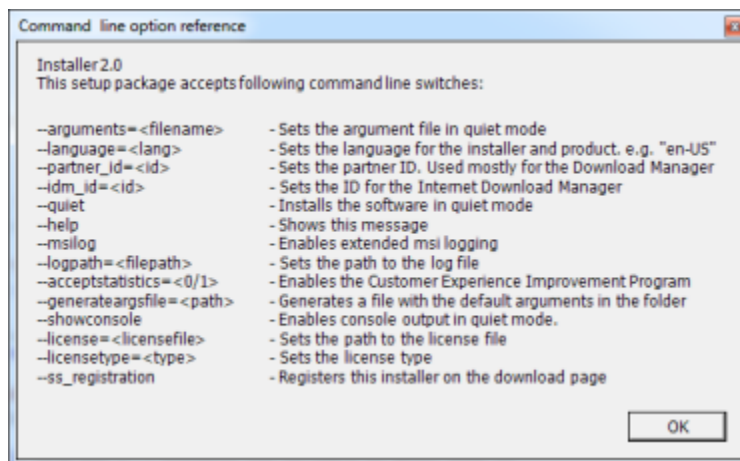 Command line option reference
Installer2.0
This setup package accepts following command line switches:
--arguments=<filename> - Sets the argument file in quiet mode
--language=<lang> - Sets the language for the installer and product. e.g. "en-US"
--partner_id=<id> - Sets the partner ID. Used mostly for the Download Manager
--idm_id=<id> - Sets the ID for the Internet Download Manager
--quiet - Installs the software in quiet mode
--help - Shows this message
--msilog - Enables extended msi logging
--logpath=<filepath> - Sets the path to the log file
--acceptstatistics=<0/1> - Enables the Customer Experience Improvement Program
--generateargsfile=<path> - Generates a file with the default arguments in the folder
--showconsole - Enables console output in quiet mode.
--license=<licensefile> - Sets the path to the license file
--licensetype=<type> - Sets the license type
--ss_registration - Registers this installer on the download page
OK